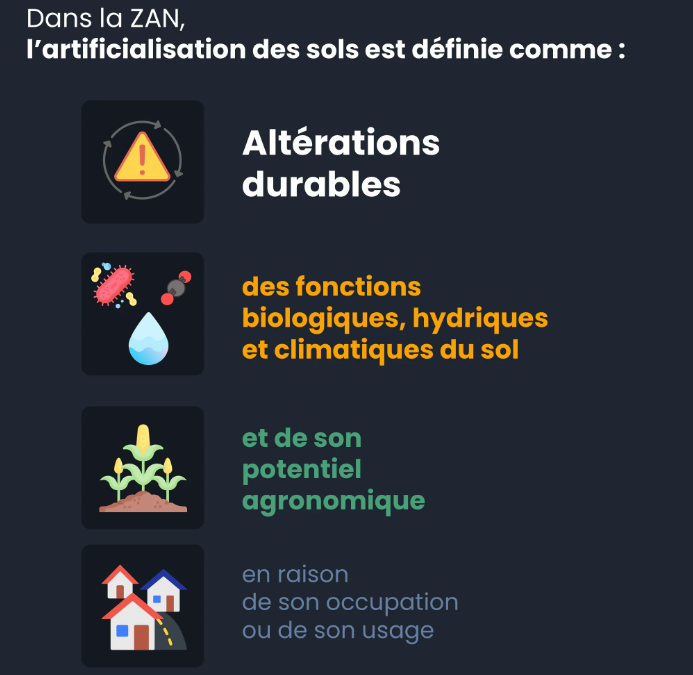 Dans la ZAN,
l’artificialisation des sols est définie comme :
Altérations
durables
des fonctions
biologiques, hydriques
et climatiques du sol
et de son
potentiel
agronomique
en raison
de son occupation
ou de son usage